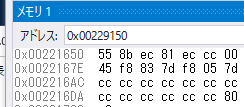 メモリ 1
アドレス: 0x00229150
0x00221650 55 8b ec 81 ec cc 00
0x0022167E 45 f8 83 7d f8 05 7d
0x002216AC cc cc cc cc cc cc cc
0x002216DA cc cc cc cc cc cc 80